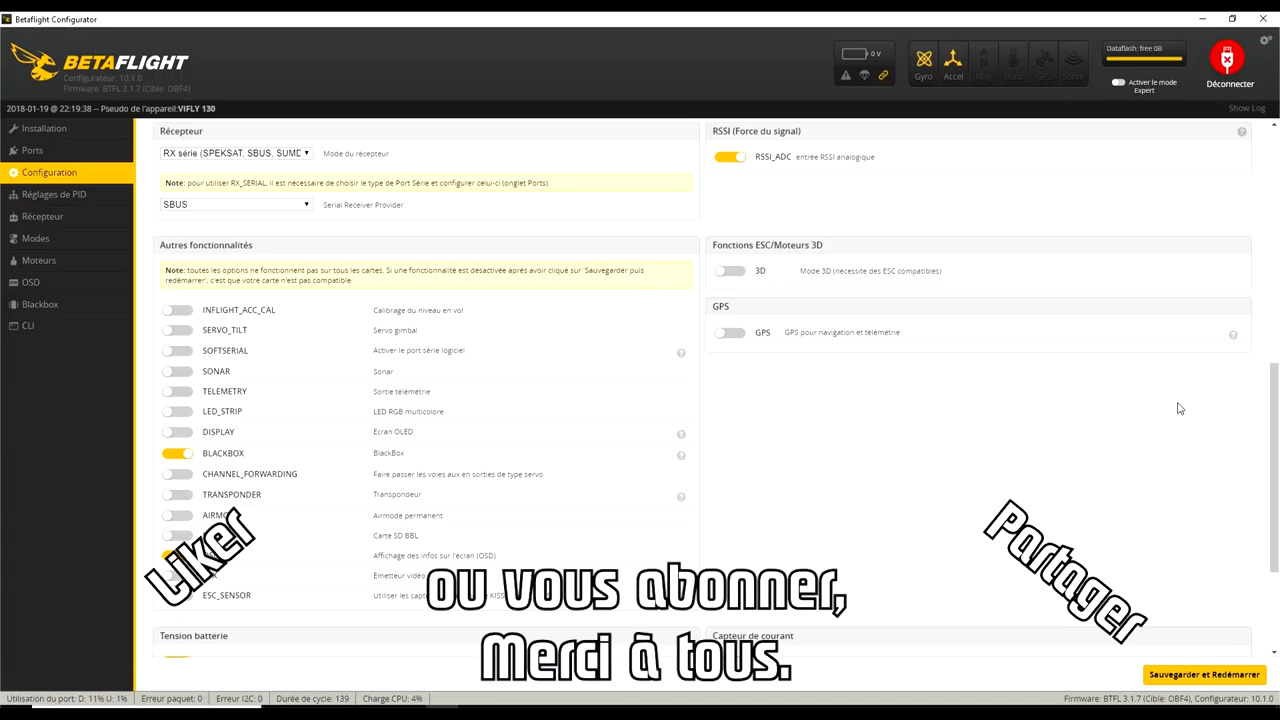 Betaflight Configurator
BETAFLIGHT
Configurateur: 10.1.0
Firmware: BTFL 3.1.7 (Cible: OBF4)
0 V
Gyro
Accel
Mag
Baro
GPS
Sonar
Dataflash: free 0B
Activer le mode
Expert
Déconnecter
2018-01-19 @ 22:19:38 -- Pseudo de l'appareil:VIFLY 130
Show Log
Installation
Ports
Configuration
Réglages de PID
Récepteur
Modes
Moteurs
OSD
Blackbox
CLI
Récepteur
RX série (SPEKSAT, SBUS, SUMD
Mode du récepteur
Note: pour utiliser RX_SERIAL, il est nécessaire de choisir le type de Port Série et configurer celui-ci (onglet Ports).
SBUS
Serial Receiver Provider
RSSI (Force du signal)
RSSI_ADC entrée RSSI analogique
Autres fonctionnalités
Note: toutes les options ne fonctionnent pas sur tous les cartes. Si une fonctionnalité est désactivée après avoir cliqué sur 'Sauvegarder puis
redémarrer', c'est que votre carte n'est pas compatible.
INFLIGHT_ACC_CAL Calibrage du niveau en vol
SERVO_TILT Servo gimbal
SOFTSERIAL Activer le port série logiciel
SONAR Sonar
TELEMETRY Sortie télémétrie
LED_STRIP LED RGB multicolore
DISPLAY Ecran OLED
BLACKBOX BlackBox
CHANNEL_FORWARDING Faire passer les voies aux en sorties de type servo
TRANSPONDER Transpondeur
Airmode permanent
Carte SD BBL
Affichage des infos sur l'écran (OSD)
Émetteur vidéo
ESC_SENSOR Utiliser les KISS
Fonctions ESC/Moteurs 3D
3D Mode 3D (nécessite des ESC compatibles)
GPS
GPS GPS pour navigation et télémétrie
Liker
Partager
ou vous abonner,
Merci à tous.
Tension batterie
Capteur de courant
Sauvegarder et Redémarrer
Utilisation du port: D: 11% U: 1% Erreur paquet: 0 Erreur I2C: 0 Durée de cycle: 139 Charge CPU: 4%
Firmware: BTFL 3.1.7 (Cible: OBF4), Configurateur: 10.1.0